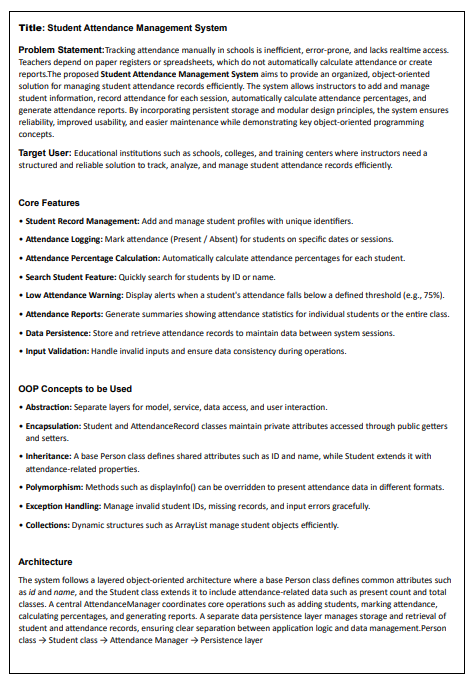 Title: Student Attendance Management System
Problem Statement:Tracking attendance manually in schools is inefficient, error-prone, and lacks realtime access.
Teachers depend on paper registers or spreadsheets, which do not automatically calculate attendance or create
reports.The proposed Student Attendance Management System aims to provide an organized, object-oriented
solution for managing student attendance records efficiently. The system allows instructors to add and manage
student information, record attendance for each session, automatically calculate attendance percentages, and
generate attendance reports. By incorporating persistent storage and modular design principles, the system ensures
reliability, improved usability, and easier maintenance while demonstrating key object-oriented programming
concepts.
Target User: Educational institutions such as schools, colleges, and training centers where instructors need a
structured and reliable solution to track, analyze, and manage student attendance records efficiently.
Core Features
• Student Record Management: Add and manage student profiles with unique identifiers.
• Attendance Logging: Mark attendance (Present / Absent) for students on specific dates or sessions.
• Attendance Percentage Calculation: Automatically calculate attendance percentages for each student.
• Search Student Feature: Quickly search for students by ID or name.
• Low Attendance Warning: Display alerts when a student's attendance falls below a defined threshold (e.g., 75%).
• Attendance Reports: Generate summaries showing attendance statistics for individual students or the entire class.
• Data Persistence: Store and retrieve attendance records to maintain data between system sessions.
• Input Validation: Handle invalid inputs and ensure data consistency during operations.
OOP Concepts to be Used
• Abstraction: Separate layers for model, service, data access, and user interaction.
• Encapsulation: Student and AttendanceRecord classes maintain private attributes accessed through public getters
and setters.
• Inheritance: A base Person class defines shared attributes such as ID and name, while Student extends it with
attendance-related properties.
• Polymorphism: Methods such as displayInfo() can be overridden to present attendance data in different formats.
• Exception Handling: Manage invalid student IDs, missing records, and input errors gracefully.
• Collections: Dynamic structures such as ArrayList manage student objects efficiently.
Architecture
The system follows a layered object-oriented architecture where a base Person class defines common attributes such
as id and name, and the Student class extends it to include attendance-related data such as present count and total
classes. A central AttendanceManager coordinates core operations such as adding students, marking attendance,
calculating percentages, and generating reports. A separate data persistence layer manages storage and retrieval of
student and attendance records, ensuring clear separation between application logic and data management.Person
class → Student class → Attendance Manager → Persistence layer